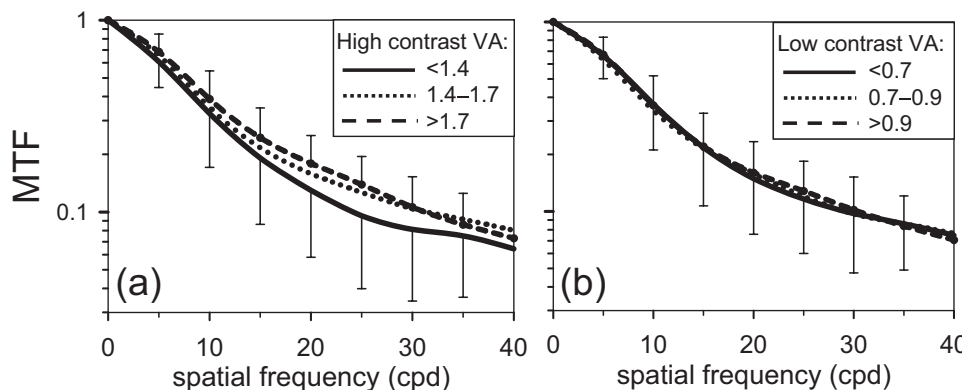 MTF
1
0.1
High contrast VA:
<1.4
1.4–1.7
>1.7
(a)
0 10 20 30 40
spatial frequency (cpd)
Low contrast VA:
<0.7
0.7–0.9
>0.9
(b)
0 10 20 30 40
spatial frequency (cpd)